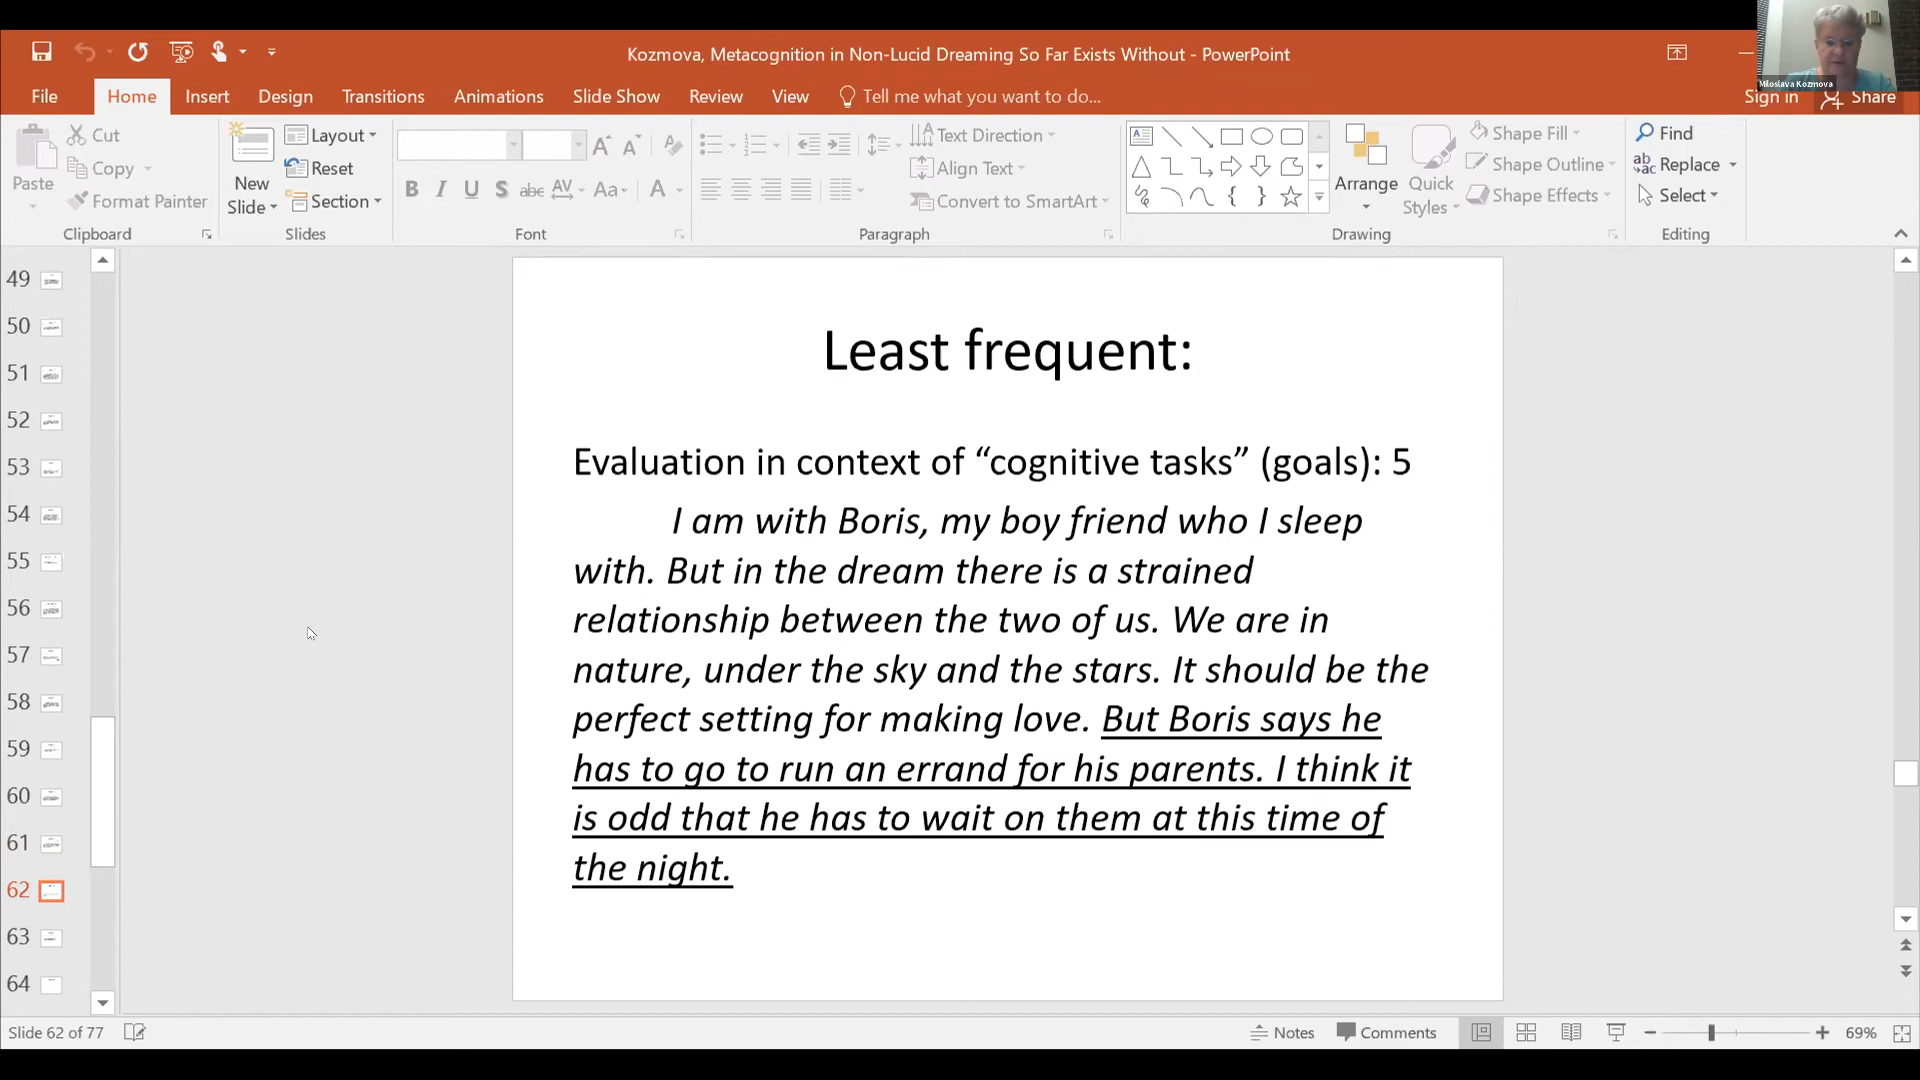 Kozmova, Metacognition in Non-Lucid Dreaming So Far Exists Without - PowerPoint
Miloslava Kozmova
File Home Insert Design Transitions Animations Slide Show Review View Tell me what you want to do... Sign in Share
Paste
Cut
Copy
Format Painter
Clipboard
New Slide
Layout
Reset
Section
Slides
Font
Text Direction
Align Text
Convert to SmartArt
Paragraph
Arrange
Quick Styles
Shape Fill
Shape Outline
Shape Effects
Drawing
Find
Replace
Select
Editing
49
50
51
52
53
54
55
56
57
58
59
60
61
62
63
64
Least frequent:
Evaluation in context of “cognitive tasks” (goals): 5
I am with Boris, my boy friend who I sleep
with. But in the dream there is a strained
relationship between the two of us. We are in
nature, under the sky and the stars. It should be the
perfect setting for making love. But Boris says he
has to go to run an errand for his parents. I think it
is odd that he has to wait on them at this time of
the night.
Slide 62 of 77
Notes
Comments
69%